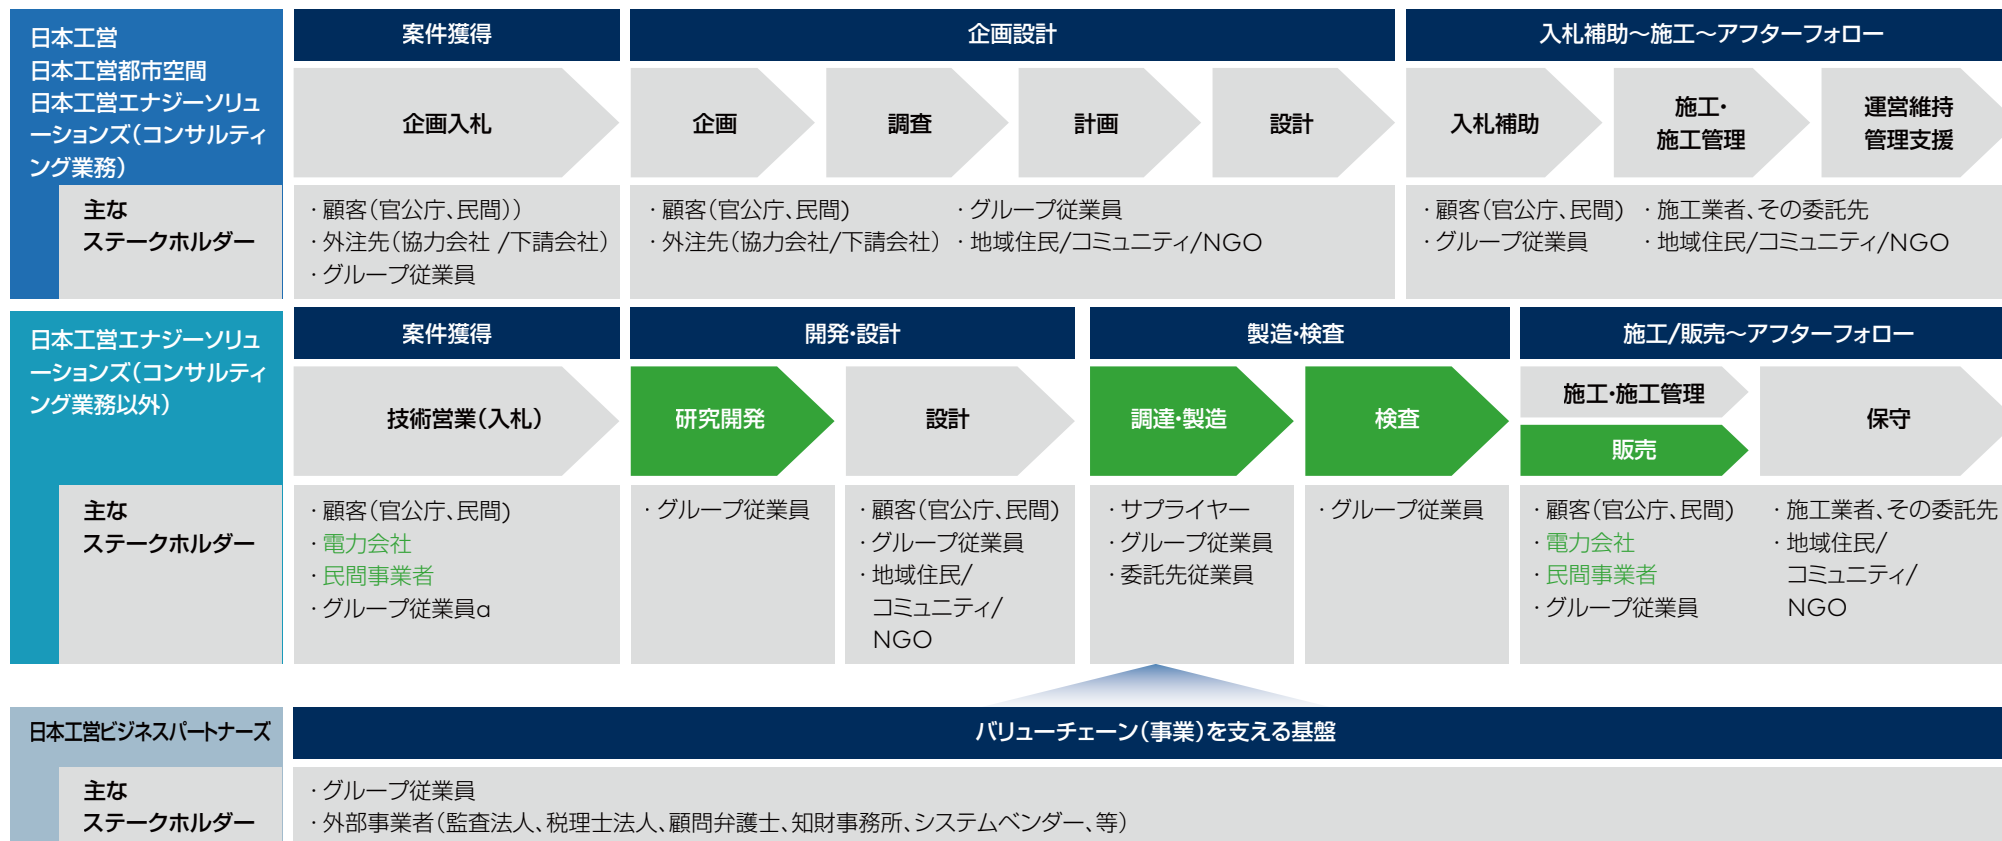 日本工営
日本工営都市空間
日本工営エナジーソリュ
ーションズ（コンサルティ
ング業務）
案件獲得
企画設計
入札補助～施工～アフターフォロー
企画入札
企画
調査
計画
設計
入札補助
施工・
施工管理
運営維持
管理支援
主な
ステークホルダー
・顧客（官公庁、民間））
・外注先（協力会社 /下請会社）
・グループ従業員
・顧客（官公庁、民間）
・外注先（協力会社/下請会社）
・グループ従業員
・地域住民/コミュニティ/NGO
・顧客（官公庁、民間）
・グループ従業員
・施工業者、その委託先
・地域住民/コミュニティ/NGO
日本工営エナジーソリュ
ーションズ（コンサルティ
ング業務以外）
案件獲得
開発・設計
製造・検査
施工/販売～アフターフォロー
技術営業（入札）
研究開発
設計
調達・製造
検査
施工・施工管理
販売
保守
主な
ステークホルダー
・顧客（官公庁、民間）
・電力会社
・民間事業者
・グループ従業員a
・グループ従業員
・顧客（官公庁、民間）
・グループ従業員
・地域住民/
コミュニティ/
NGO
・サプライヤー
・グループ従業員
・委託先従業員
・グループ従業員
・顧客（官公庁、民間）
・電力会社
・民間事業者
・グループ従業員
・施工業者、その委託先
・地域住民/
コミュニティ/
NGO
日本工営ビジネスパートナーズ
バリューチェーン（事業）を支える基盤
主な
ステークホルダー
・グループ従業員
・外部事業者（監査法人、税理士法人、顧問弁護士、知財事務所、システムベンダー、等）